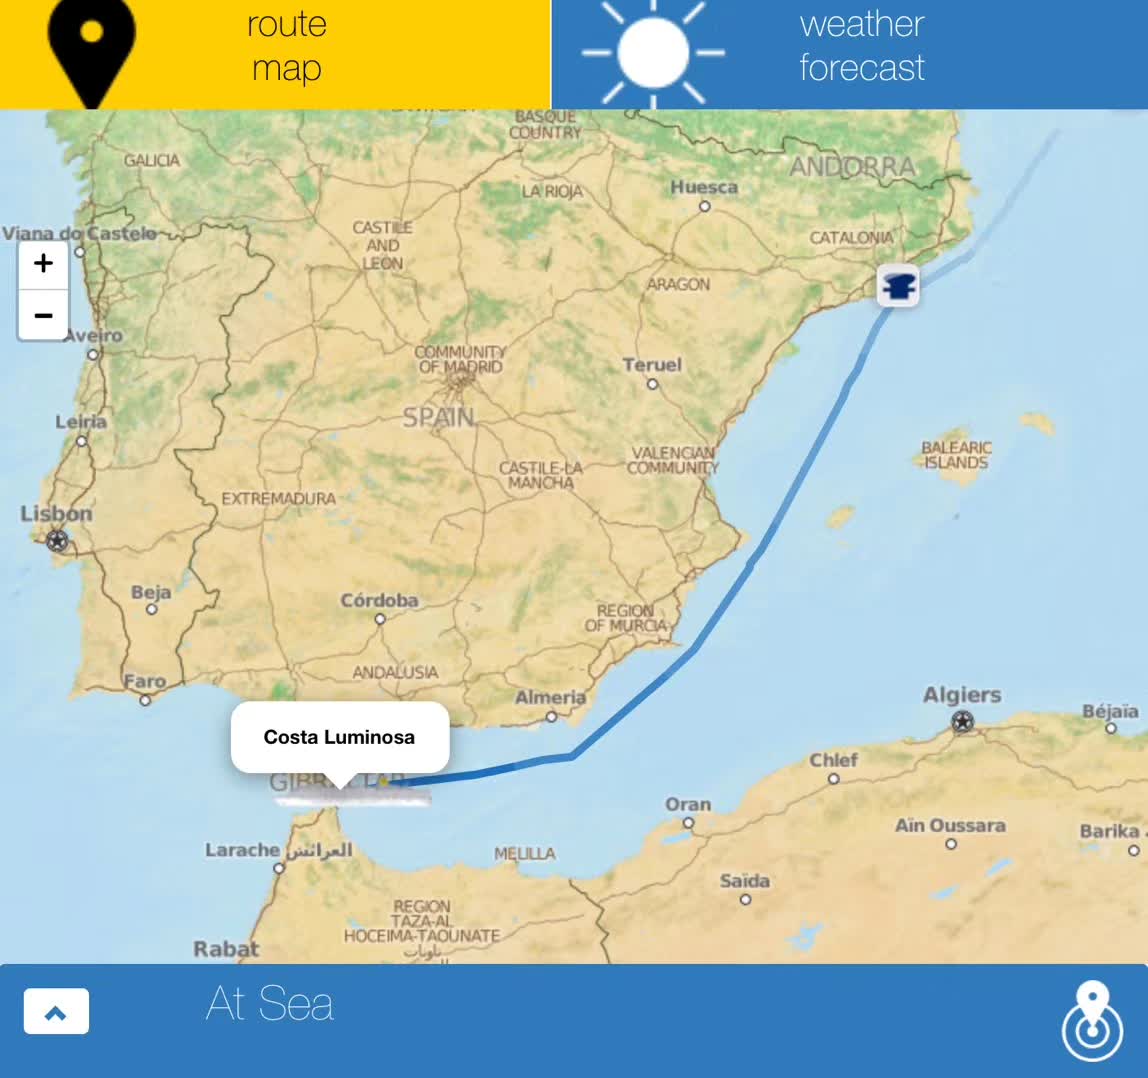 route
map
weather
forecast
BASQUE
COUNTRY
GALICIA
ANDORRA
LA RIOJA
Huesca
Viana do Castelo
CASTILE
AND
LEON
CATALONIA
+
ARAGON
−
Aveiro
COMMUNITY
OF MADRID
Teruel
SPAIN
Leiria
BALEARIC
ISLANDS
VALENCIAN
COMMUNITY
CASTILE-LA
MANCHA
EXTREMADURA
Lisbon
Beja
Córdoba
REGION
OF MURCIA
ANDALUSIA
Faro
Almeria
Algiers
Béjaïa
Costa Luminosa
GIBRALTAR
Chlef
Oran
Aïn Oussara
Barika
Larache العرائش
MELILLA
Saïda
REGION
TAZA-AL
HOCEIMA-TAOUNATE
تاونات
Rabat
At Sea